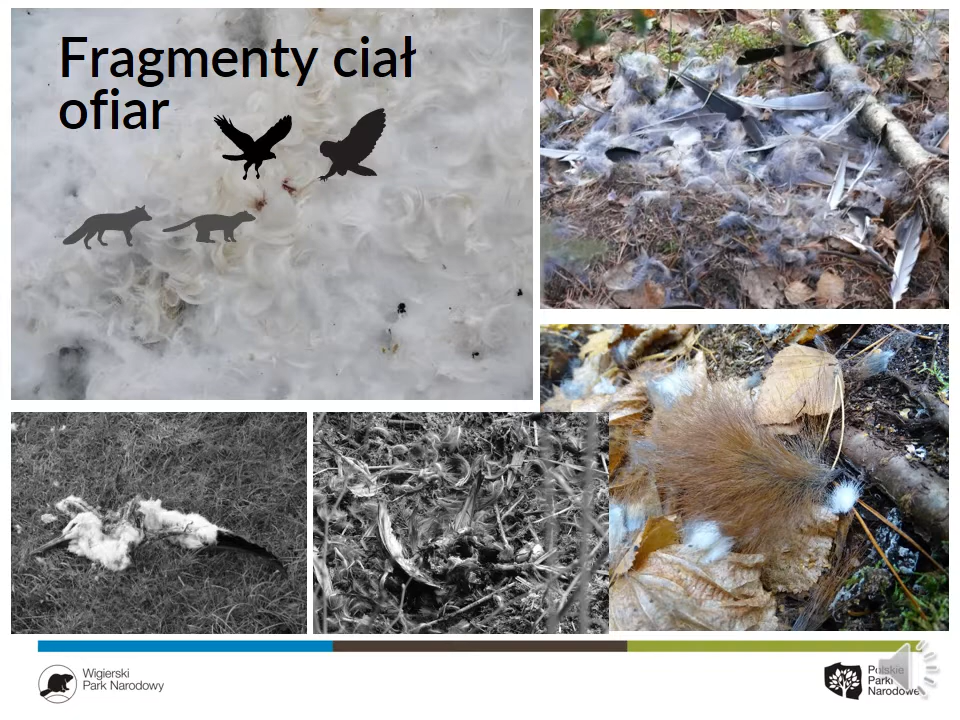 Fragmenty ciał
ofiar
Wigierski
Park Narodowy
Polskie
Parki
Narodowe